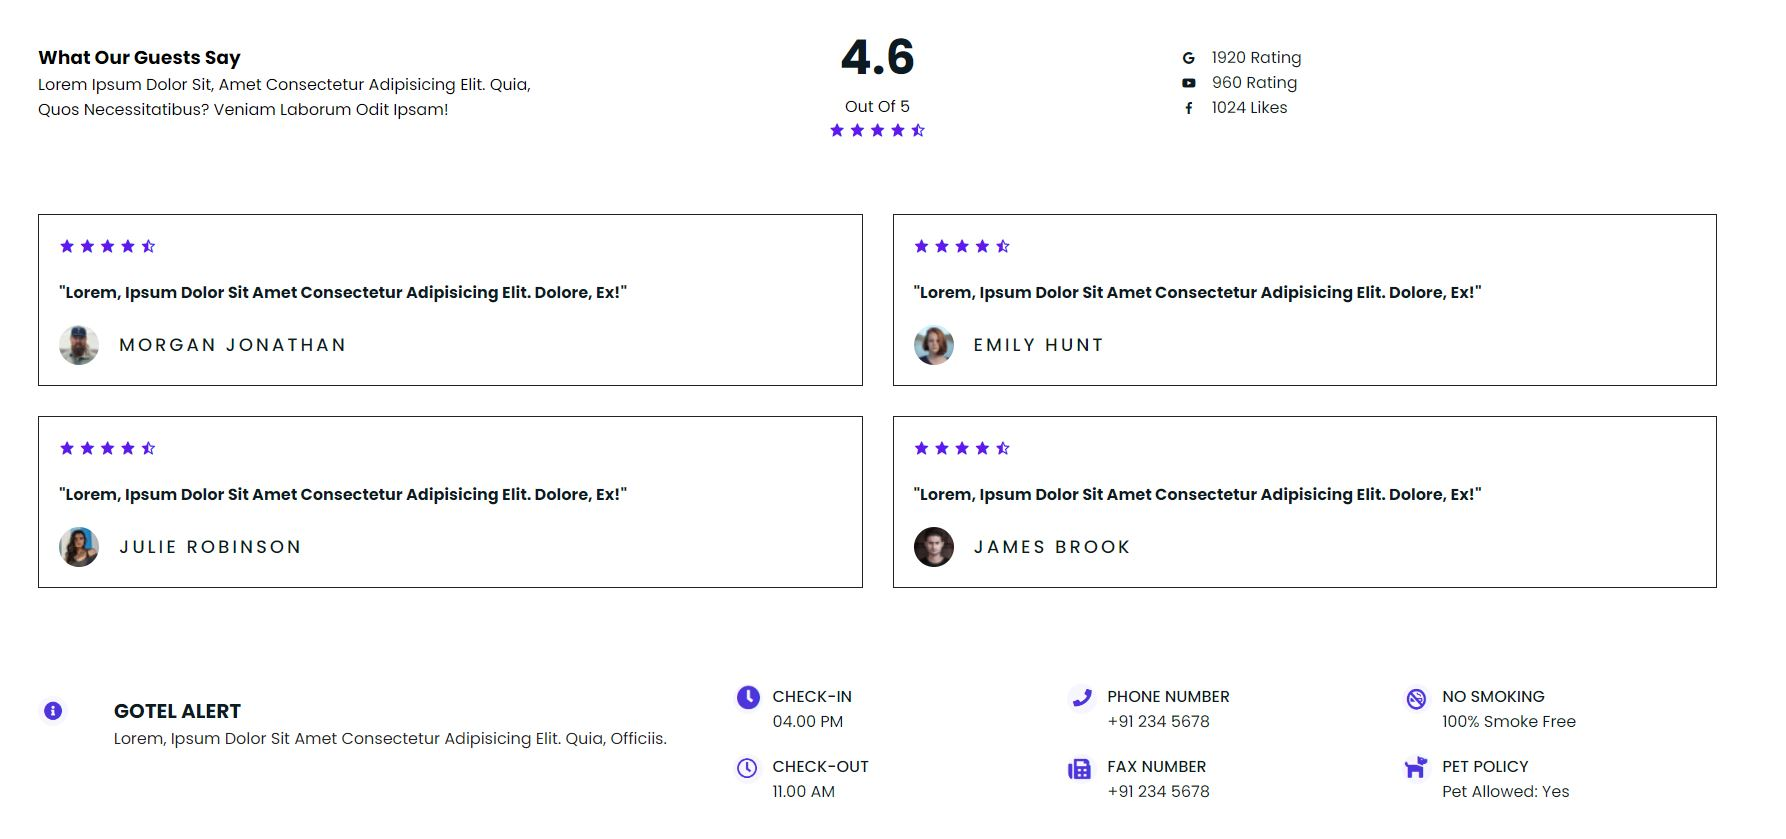 What Our Guests Say
Lorem Ipsum Dolor Sit, Amet Consectetur Adipisicing Elit. Quia,
Quos Necessitatibus? Veniam Laborum Odit Ipsam!
4.6
Out Of 5
1920 Rating
960 Rating
1024 Likes
"Lorem, Ipsum Dolor Sit Amet Consectetur Adipisicing Elit. Dolore, Ex!"
MORGAN JONATHAN
"Lorem, Ipsum Dolor Sit Amet Consectetur Adipisicing Elit. Dolore, Ex!"
EMILY HUNT
"Lorem, Ipsum Dolor Sit Amet Consectetur Adipisicing Elit. Dolore, Ex!"
JULIE ROBINSON
"Lorem, Ipsum Dolor Sit Amet Consectetur Adipisicing Elit. Dolore, Ex!"
JAMES BROOK
GOTEL ALERT
Lorem, Ipsum Dolor Sit Amet Consectetur Adipisicing Elit. Quia, Officiis.
CHECK-IN
04.00 PM
PHONE NUMBER
+91 234 5678
NO SMOKING
100% Smoke Free
CHECK-OUT
11.00 AM
FAX NUMBER
+91 234 5678
PET POLICY
Pet Allowed: Yes